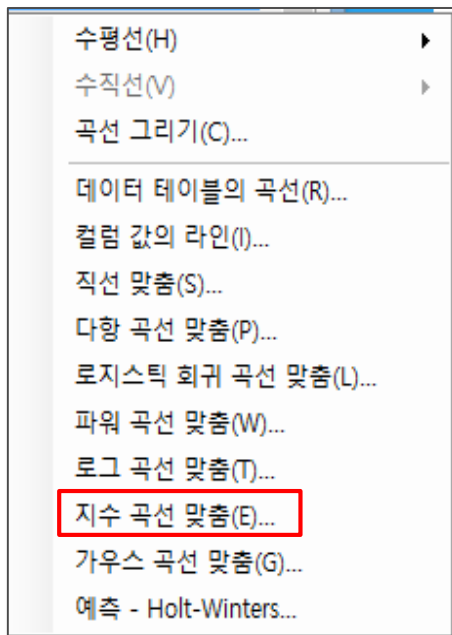 수평선(H)
수직선(V)
곡선 그리기(C)...
데이터 테이블의 곡선(R)...
컬럼 값의 라인(I)...
직선 맞춤(S)...
다항 곡선 맞춤(P)...
로지스틱 회귀 곡선 맞춤(L)...
파워 곡선 맞춤(W)...
로그 곡선 맞춤(T)...
지수 곡선 맞춤(E)...
가우스 곡선 맞춤(G)...
예측 - Holt-Winters...